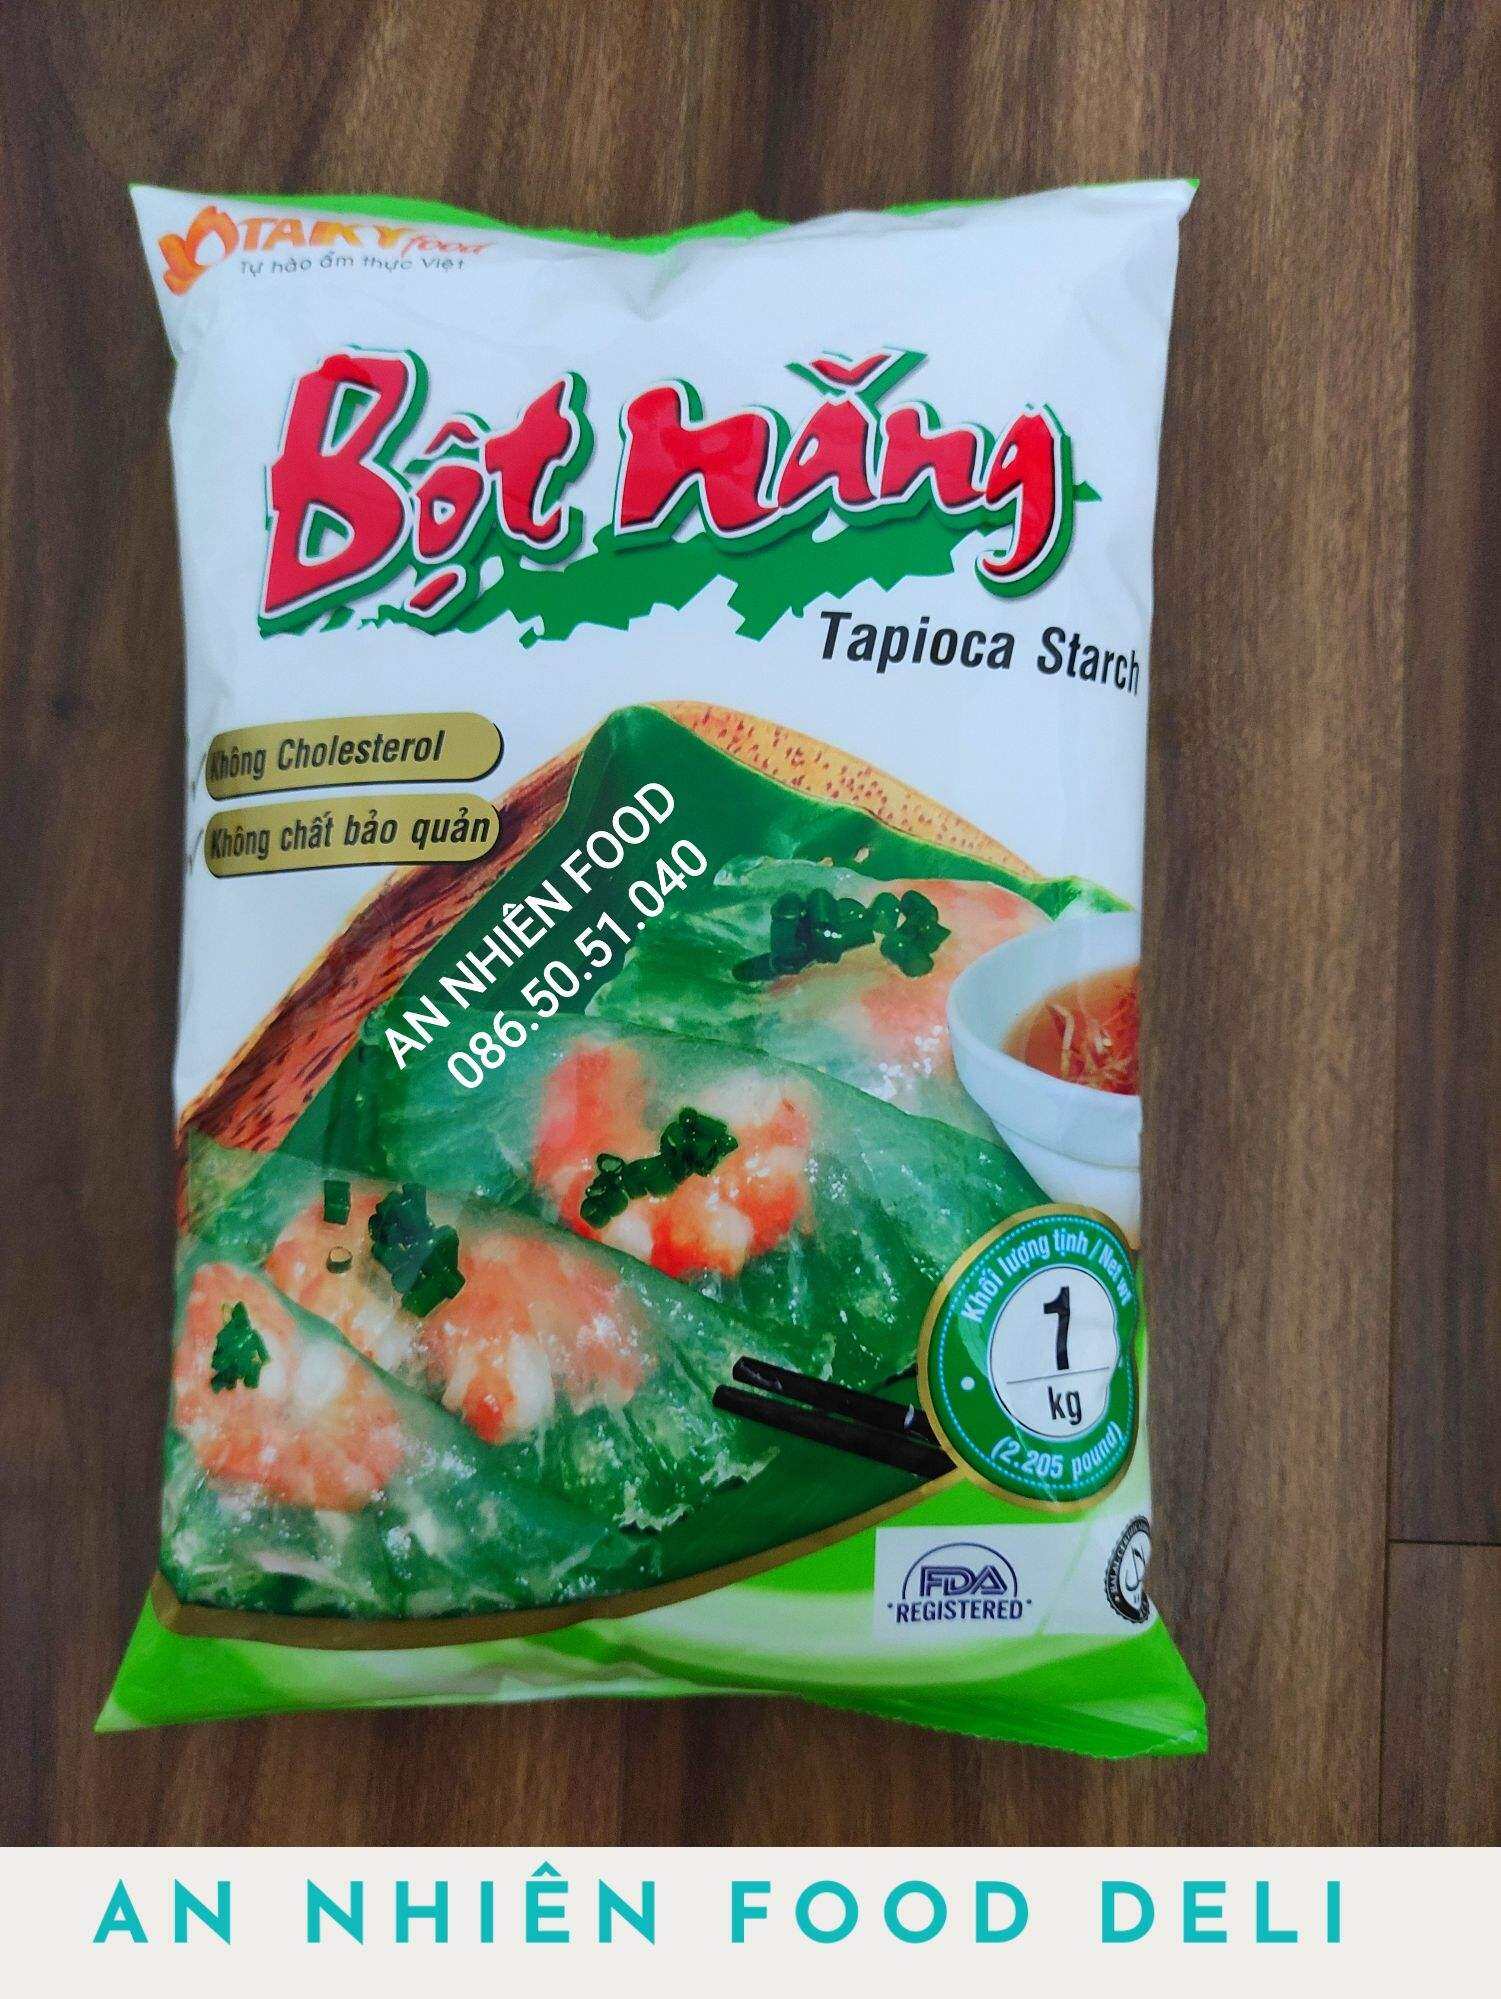 TAKYfood
Tự hào ẩm thực Việt
Bột năng
Tapioca Starch
Không Cholesterol
Không chất bảo quản
AN NHIÊN FOOD
086.50.51.040
Khối lượng tịnh / Net wt
1
kg
(2.205 pound)
FDA
REGISTERED
AN NHIÊN FOOD DELI